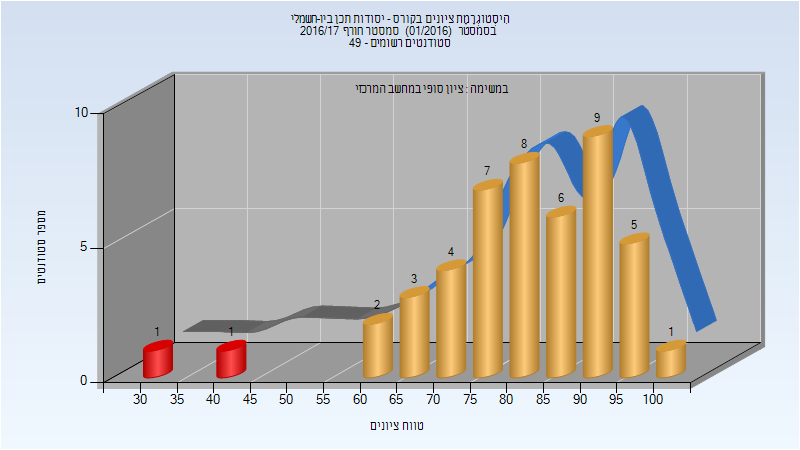 היסטוגרמת ציונים בקורס - יסודות תכן ביו-חשמלי
בסמסטר (01/2016) סמסטר חורף 2016/17
סטודנטים רשומים - 49
במשימה : ציון סופי במחשב המרכזי
10
5
0
מספר סטודנטים
1
1
2
3
4
7
8
6
9
5
1
30 35 40 45 50 55 60 65 70 75 80 85 90 95 100
טווח ציונים